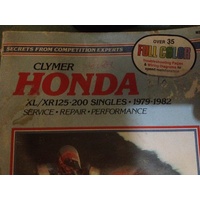 SECRETS FROM COMPETITION EXPERTS
OVER 35
FULL COLOR
CLYMER
HONDA
XL/XR125-200 SINGLES • 1979-1982
SERVICE • REPAIR • PERFORMANCE